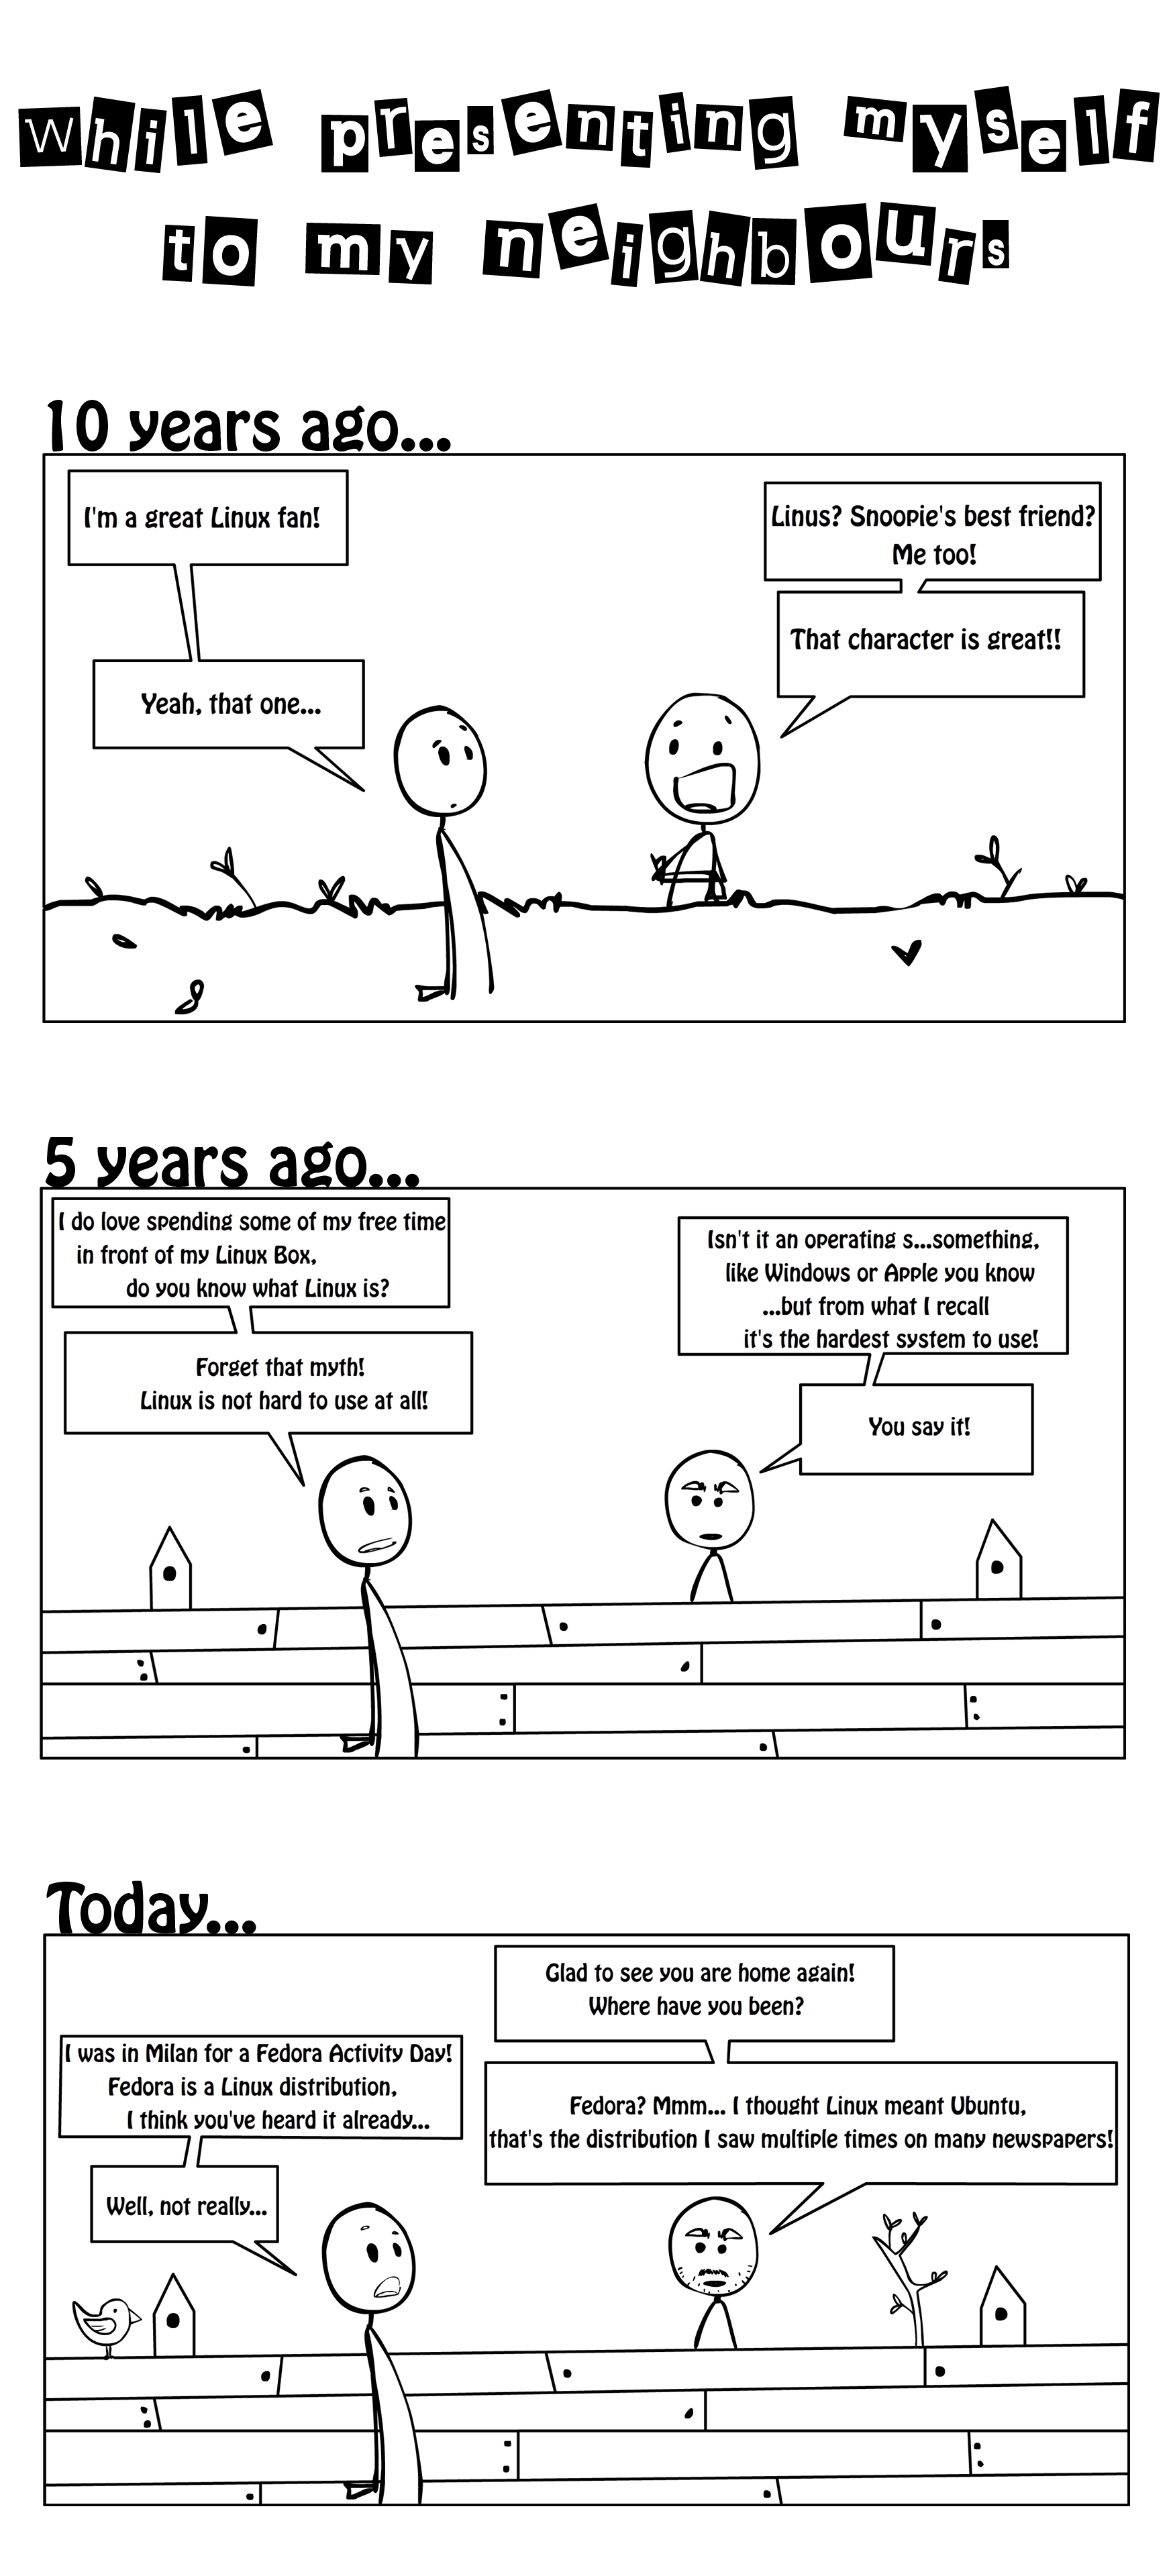 while presenting myself
to my neighbours
10 years ago...
I'm a great Linux fan!
Linus? Snoopie's best friend?
Me too!
That character is great!!
Yeah, that one...
5 years ago...
I do love spending some of my free time
in front of my Linux Box,
do you know what Linux is?
Isn't it an operating s...something,
like Windows or Apple you know
...but from what I recall
it's the hardest system to use!
Forget that myth!
Linux is not hard to use at all!
You say it!
Today...
Glad to see you are home again!
Where have you been?
I was in Milan for a Fedora Activity Day!
Fedora is a Linux distribution,
I think you've heard it already...
Fedora? Mmm... I thought Linux meant Ubuntu,
that's the distribution I saw multiple times on many newspapers!
Well, not really...